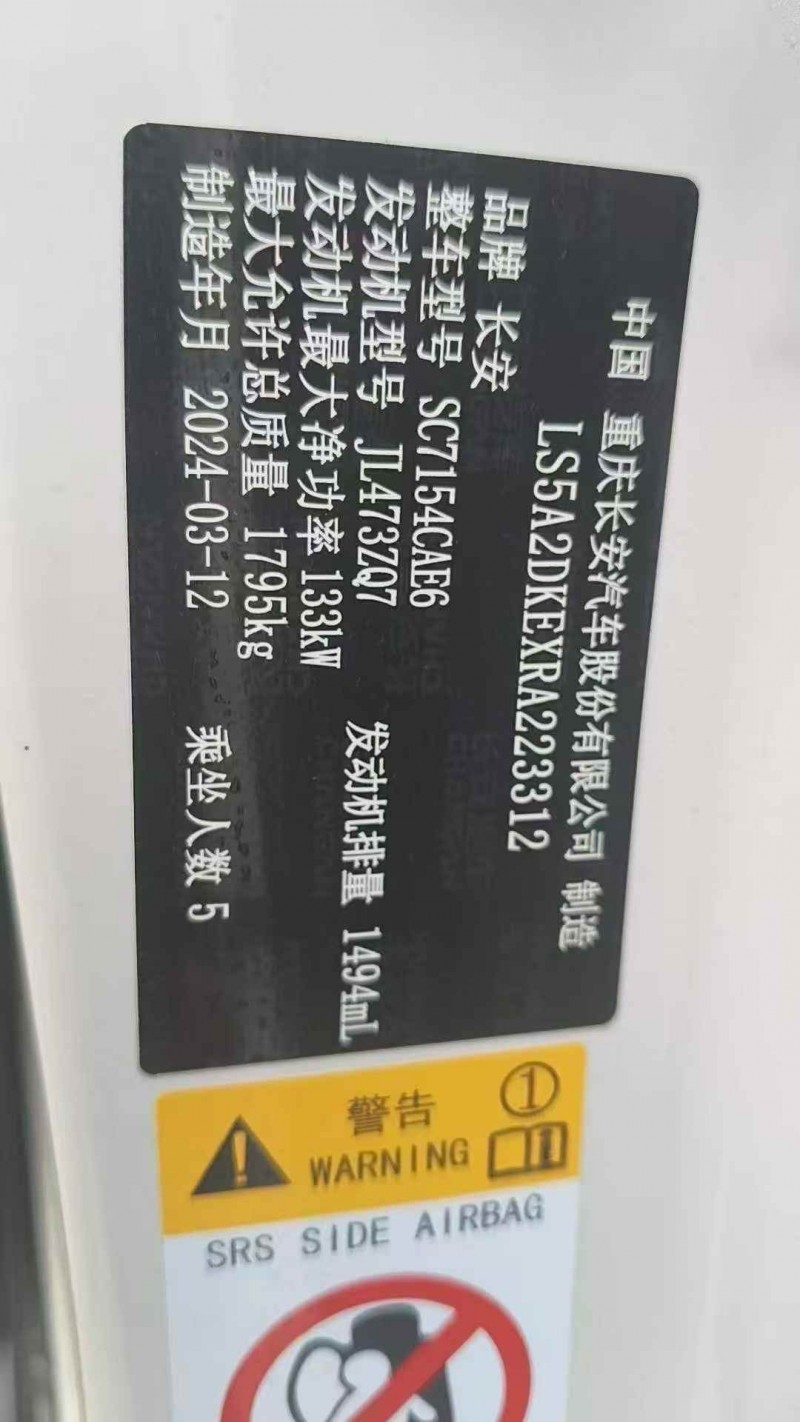 中国 重庆长安汽车股份有限公司 制造
LS5A2DKEXRA223312
品牌 长安
整车型号 SC7154CAE6
发动机型号 JL473ZQ7 发动机排量 1494mL
发动机最大净功率 133kW
最大允许总质量 1795kg
制造年月 2024-03-12 乘坐人数 5
警告
WARNING
①
SRS SIDE AIRBAG